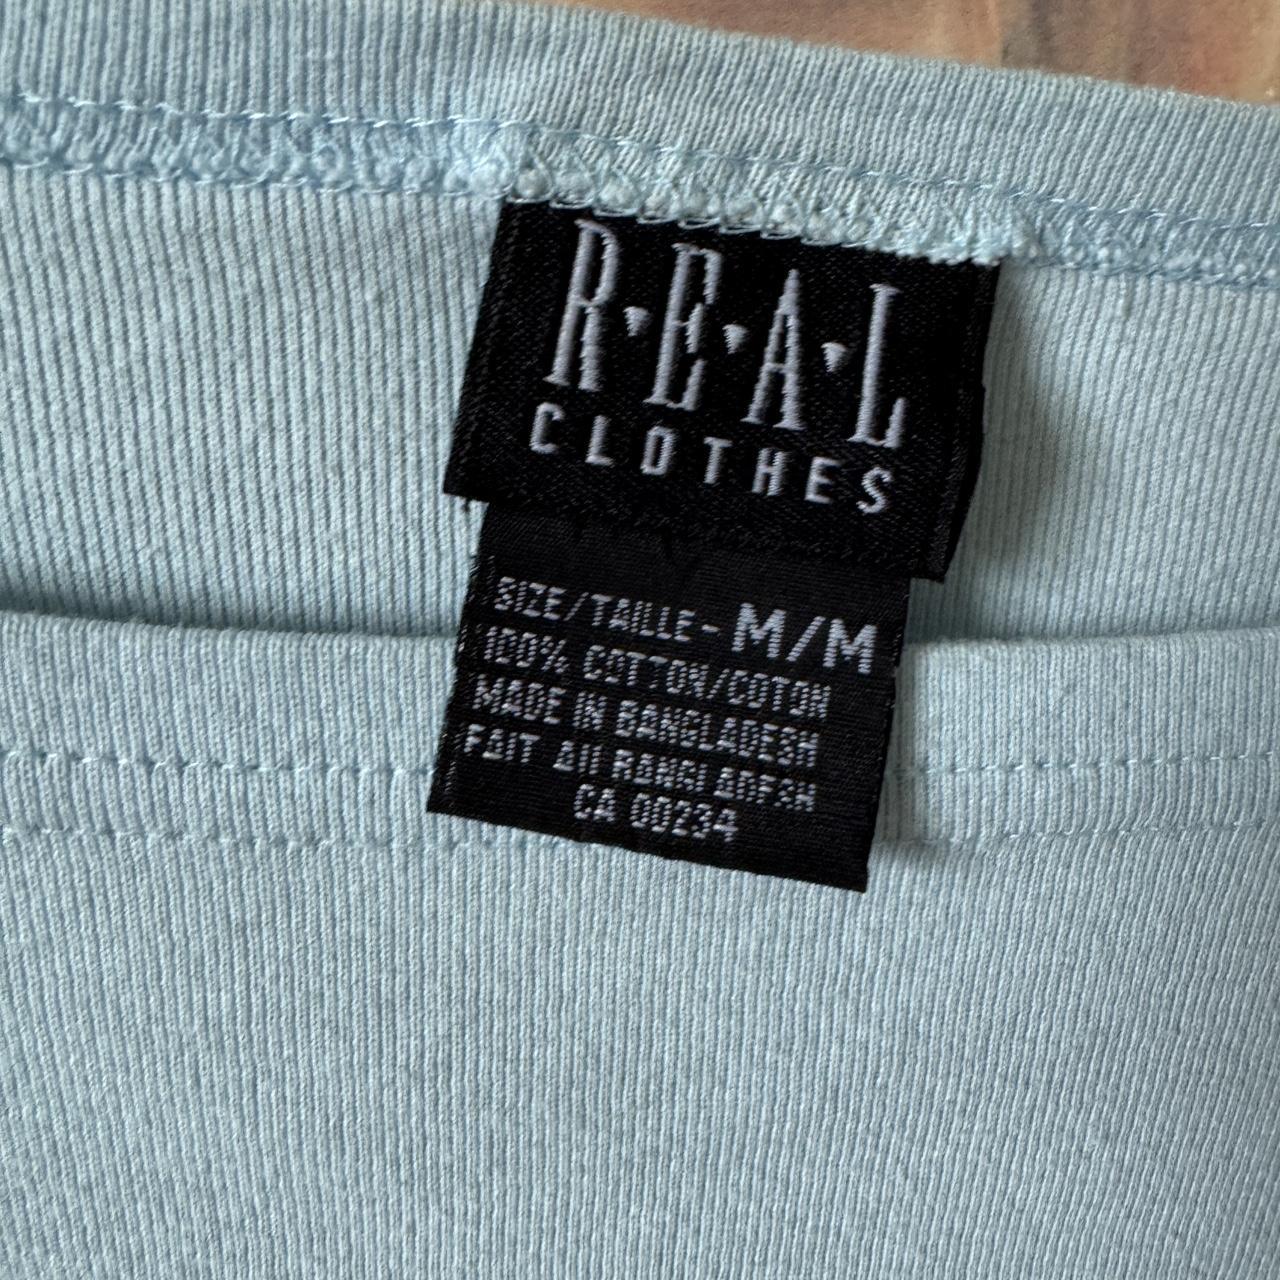 R·E·A·L
CLOTHES
SIZE/TAILLE- M/M
100% COTTON/COTON
MADE IN BANGLADESH
FAIT AU BANGLADESH
CA 00234